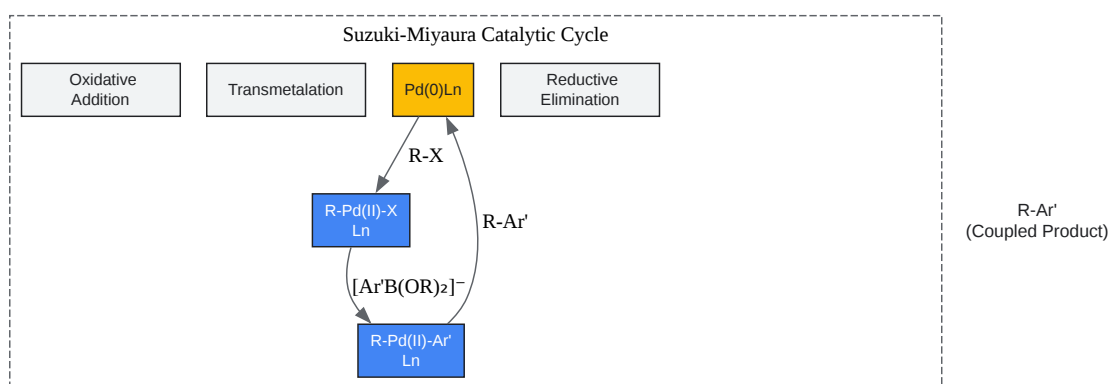 Suzuki-Miyaura Catalytic Cycle
Oxidative
Addition
Transmetalation
Pd(0)Ln
Reductive
Elimination
R-X
R-Pd(II)-X
Ln
R-Ar'
R-Ar'
(Coupled Product)
[Ar'B(OR)₂]⁻
R-Pd(II)-Ar'
Ln